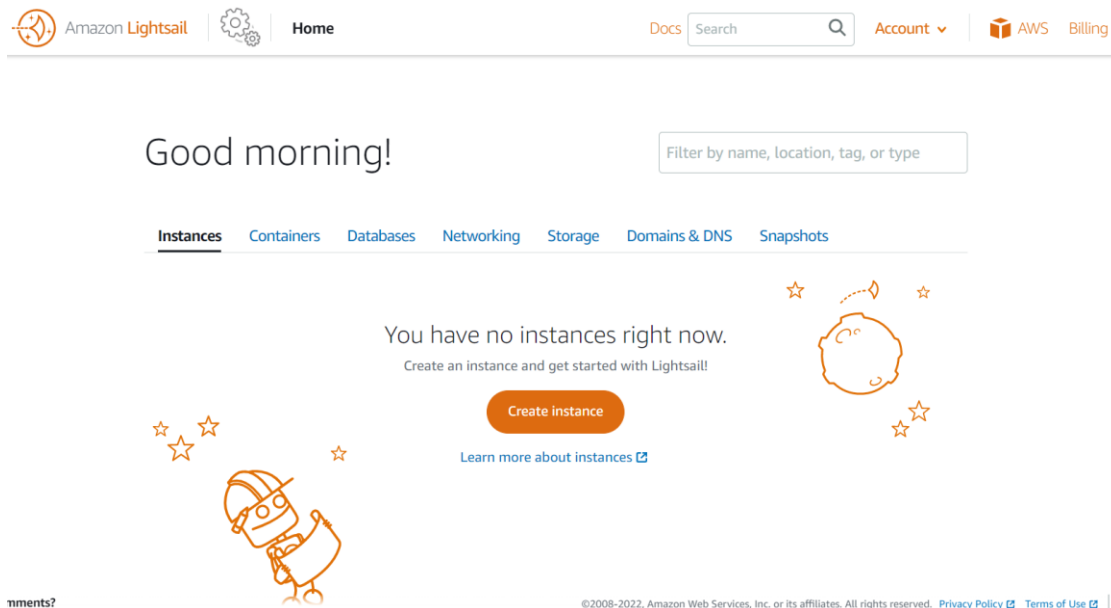 Amazon Lightsail Home Docs Search Account AWS Billing
Good morning!
Filter by name, location, tag, or type
Instances Containers Databases Networking Storage Domains & DNS Snapshots
You have no instances right now.
Create an instance and get started with Lightsail!
Create instance
Learn more about instances
mments? ©2008-2022, Amazon Web Services, Inc. or its affiliates. All rights reserved. Privacy Policy Terms of Use